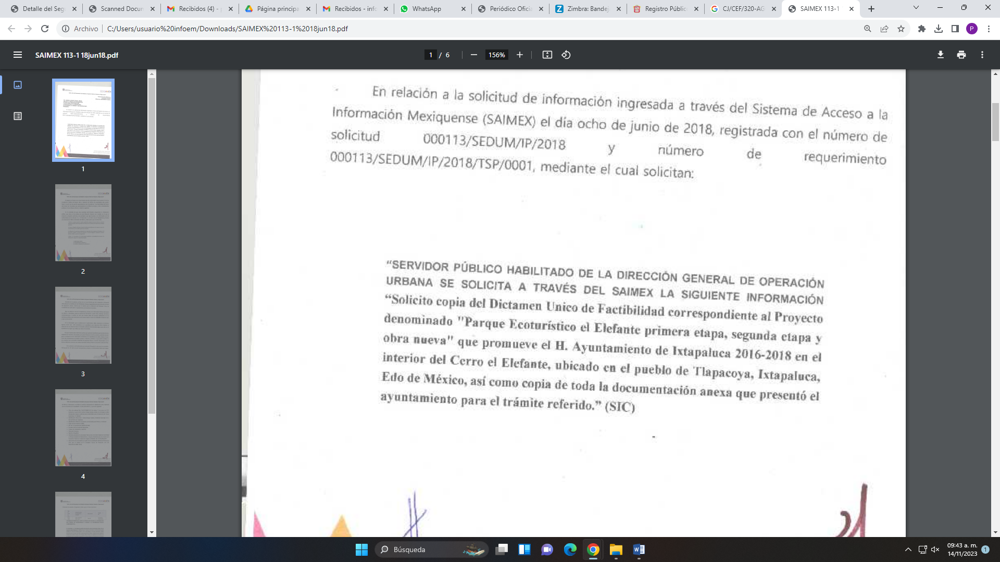 Detalle del Seg
Scanned Docum
Recibidos (4) -
Página principa
Recibidos - info
WhatsApp
Periódico Oficia
Zimbra: Bandej
Registro Públic
CJ/CEF/320-AG
SAIMEX 113-1
Archivo
C:/Users/usuario%20infoem/Downloads/SAIMEX%20113-1%2018jun18.pdf
P
SAIMEX 113-1 18jun18.pdf
1 / 6
156%
1
2
3
4
En relación a la solicitud de información ingresada a través del Sistema de Acceso a la
Información Mexiquense (SAIMEX) el día ocho de junio de 2018, registrada con el número de
solicitud 000113/SEDUM/IP/2018 y número de requerimiento
000113/SEDUM/IP/2018/TSP/0001, mediante el cual solicitan:
“SERVIDOR PÚBLICO HABILITADO DE LA DIRECCIÓN GENERAL DE OPERACIÓN
URBANA SE SOLICITA A TRAVÉS DEL SAIMEX LA SIGUIENTE INFORMACIÓN
“Solicito copia del Dictamen Unico de Factibilidad correspondiente al Proyecto
denominado "Parque Ecoturístico el Elefante primera etapa, segunda etapa y
obra nueva" que promueve el H. Ayuntamiento de Ixtapaluca 2016-2018 en el
interior del Cerro el Elefante, ubicado en el pueblo de Tlapacoya, Ixtapaluca,
Edo de México, así como copia de toda la documentación anexa que presentó el
ayuntamiento para el trámite referido.” (SIC)
Búsqueda
09:43 a. m.
14/11/2023
1